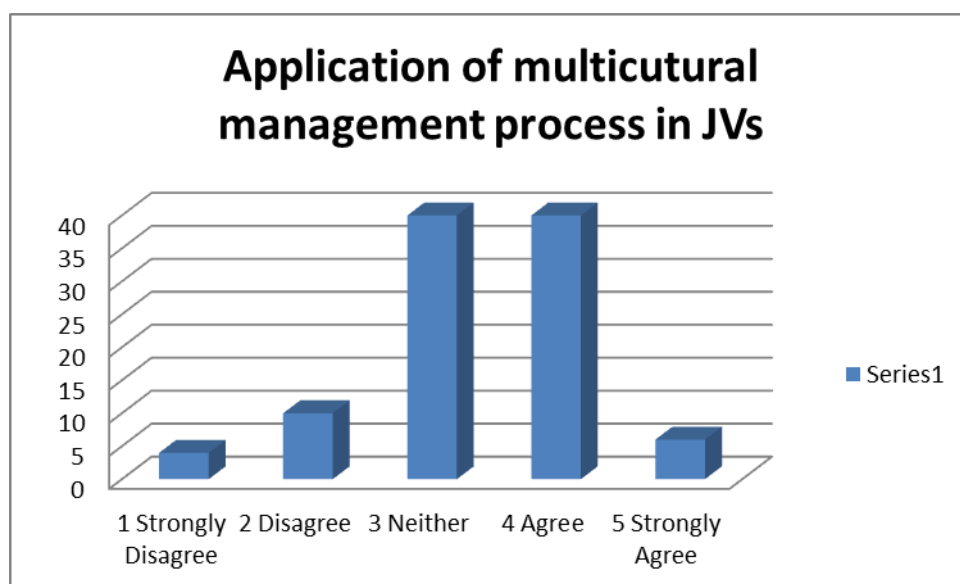 Application of multicutural
management process in JVs
40
35
30
25
20
15
10
5
0
1 Strongly Disagree
2 Disagree
3 Neither
4 Agree
5 Strongly Agree
Series1